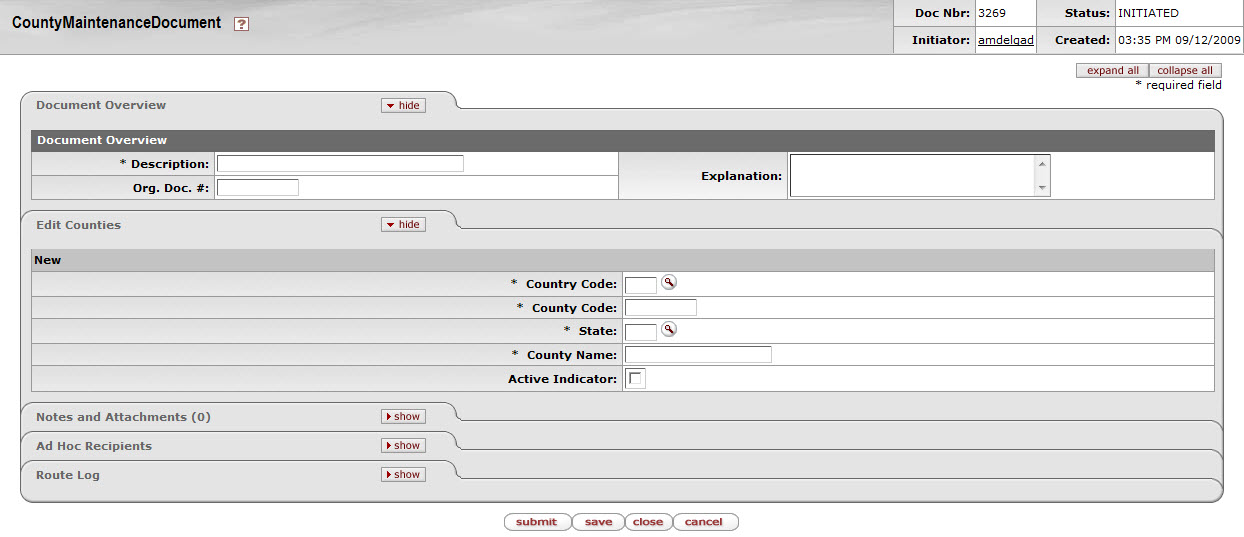 CountyMaintenanceDocument ?
Doc Nbr: 3269 Status: INITIATED
Initiator: amdelgad Created: 03:35 PM 09/12/2009
expand all collapse all
* required field
Document Overview hide
Document Overview
* Description:
Explanation:
Org. Doc. #:
Edit Counties hide
New
* Country Code:
* County Code:
* State:
* County Name:
Active Indicator:
Notes and Attachments (0) show
Ad Hoc Recipients show
Route Log show
submit save close cancel